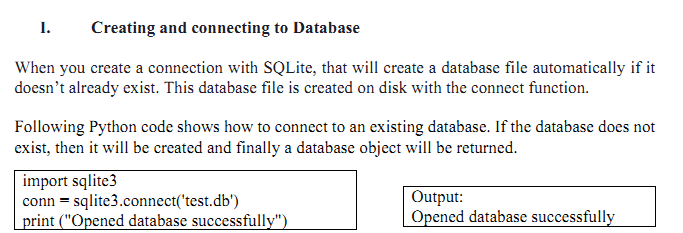 I. Creating and connecting to Database
When you create a connection with SQLite, that will create a database file automatically if it
doesn’t already exist. This database file is created on disk with the connect function.
Following Python code shows how to connect to an existing database. If the database does not
exist, then it will be created and finally a database object will be returned.
import sqlite3
conn = sqlite3.connect('test.db')
print ("Opened database successfully")
Output:
Opened database successfully